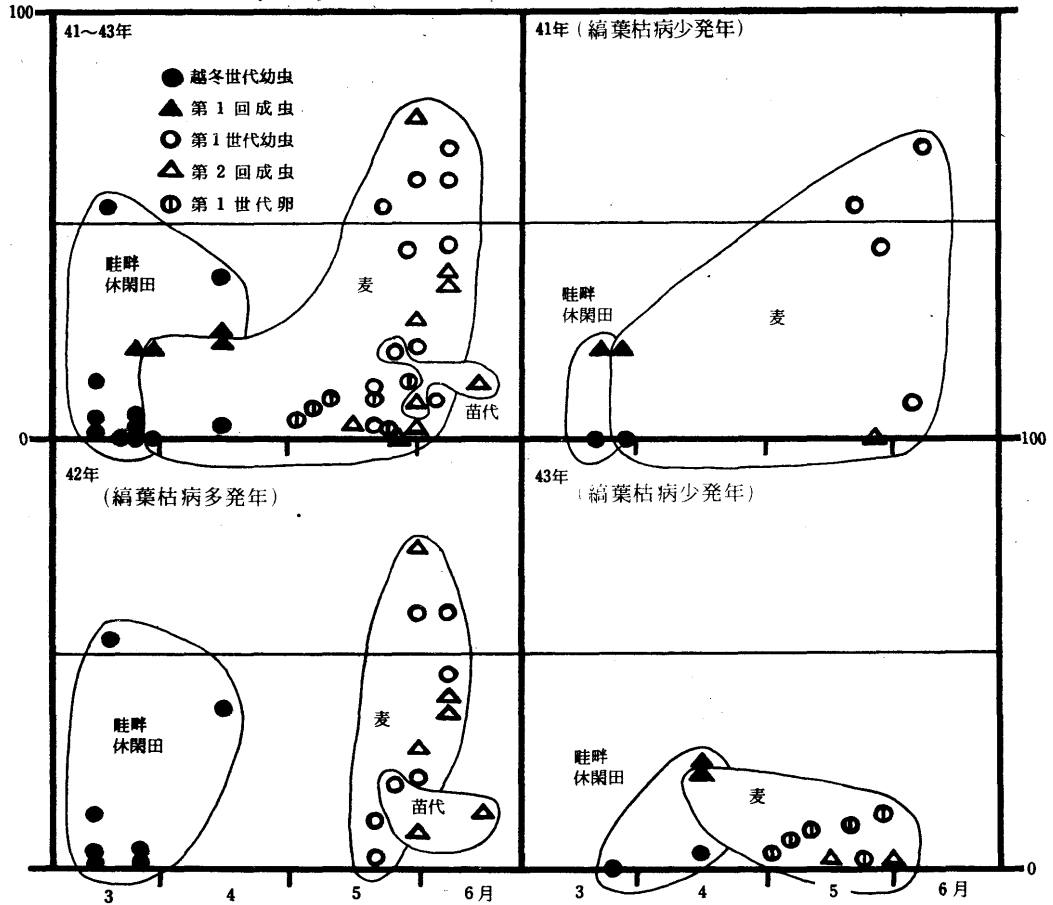 100
41~43年
● 越冬世代幼虫
▲ 第1回成虫
○ 第1世代幼虫
△ 第2回成虫
⦶ 第1世代卵
畦畔
休閑田
麦
苗代
0
41年(縞葉枯病少発年)
畦畔
休閑田
麦
100
42年
(縞葉枯病多発年)
畦畔
休閑田
麦
苗代
3 4 5 6月
43年
(縞葉枯病少発年)
畦畔
休閑田
麦
0
3 4 5 6月